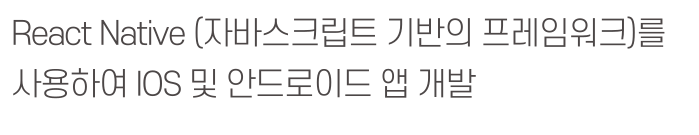 React Native (자바스크립트 기반의 프레임워크)를
사용하여 IOS 및 안드로이드 앱 개발